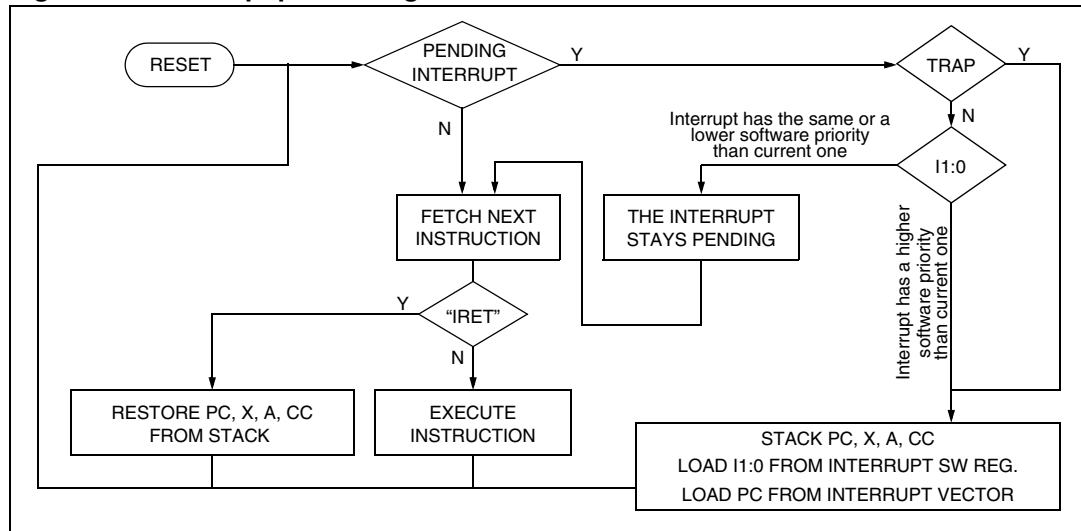 RESET
PENDING
INTERRUPT
Y
TRAP
Y
N
N
Interrupt has the same or a
lower software priority
than current one
I1:0
FETCH NEXT
INSTRUCTION
THE INTERRUPT
STAYS PENDING
Interrupt has a higher
software priority
than current one
Y
“IRET”
N
RESTORE PC, X, A, CC
FROM STACK
EXECUTE
INSTRUCTION
STACK PC, X, A, CC
LOAD I1:0 FROM INTERRUPT SW REG.
LOAD PC FROM INTERRUPT VECTOR